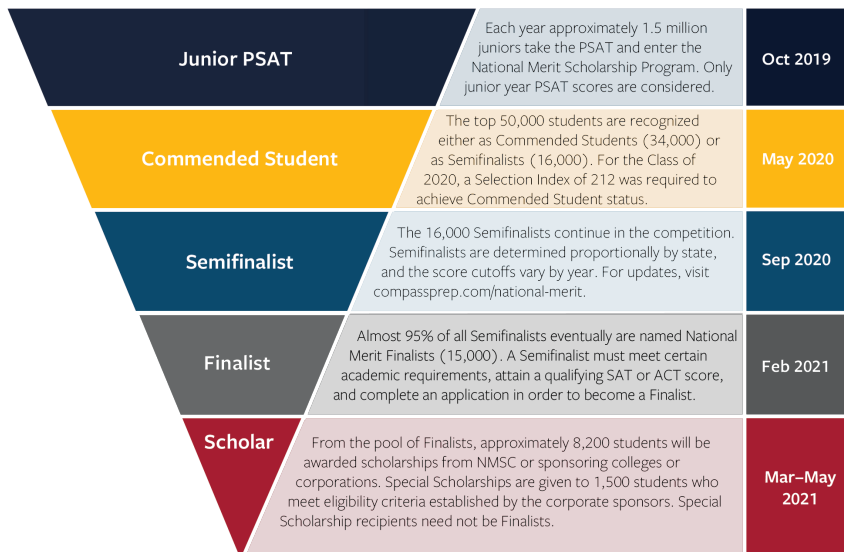 Junior PSAT
Each year approximately 1.5 million
juniors take the PSAT and enter the
National Merit Scholarship Program. Only
junior year PSAT scores are considered.
Oct 2019
Commended Student
The top 50,000 students are recognized
either as Commended Students (34,000) or
as Semifinalists (16,000). For the Class of
2020, a Selection Index of 212 was required to
achieve Commended Student status.
May 2020
Semifinalist
The 16,000 Semifinalists continue in the competition.
Semifinalists are determined proportionally by state,
and the score cutoffs vary by year. For updates, visit
compassprep.com/national-merit.
Sep 2020
Finalist
Almost 95% of all Semifinalists eventually are named National
Merit Finalists (15,000). A Semifinalist must meet certain
academic requirements, attain a qualifying SAT or ACT score,
and complete an application in order to become a Finalist.
Feb 2021
Scholar
From the pool of Finalists, approximately 8,200 students will be
awarded scholarships from NMSC or sponsoring colleges or
corporations. Special Scholarships are given to 1,500 students who
meet eligibility criteria established by the corporate sponsors. Special
Scholarship recipients need not be Finalists.
Mar–May
2021